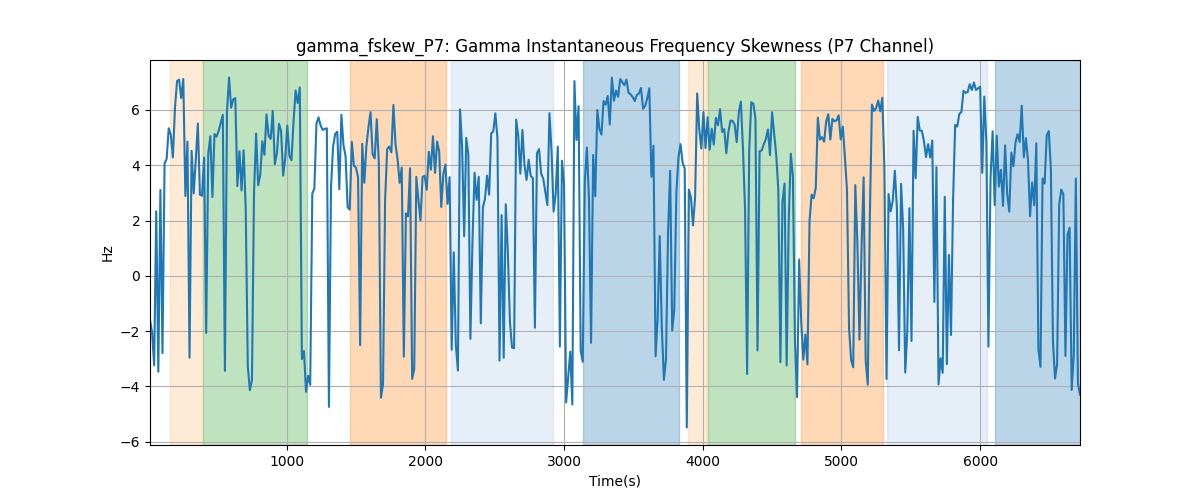 gamma_fskew_P7: Gamma Instantaneous Frequency Skewness (P7 Channel)
Hz
6
4
2
0
−2
−4
−6
1000 2000 3000 4000 5000 6000
Time(s)